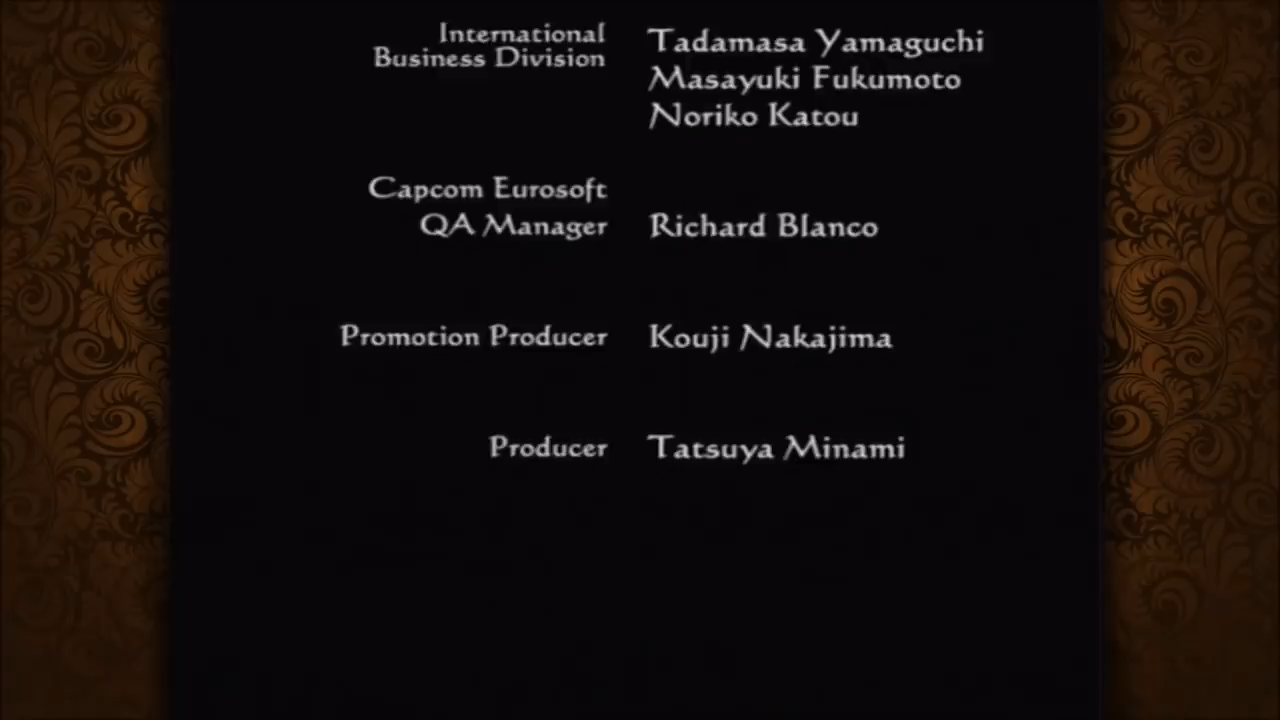 International
Business Division
Tadamasa Yamaguchi
Masayuki Fukumoto
Noriko Katou
Capcom Eurosoft
QA Manager Richard Blanco
Promotion Producer Kouji Nakajima
Producer Tatsuya Minami